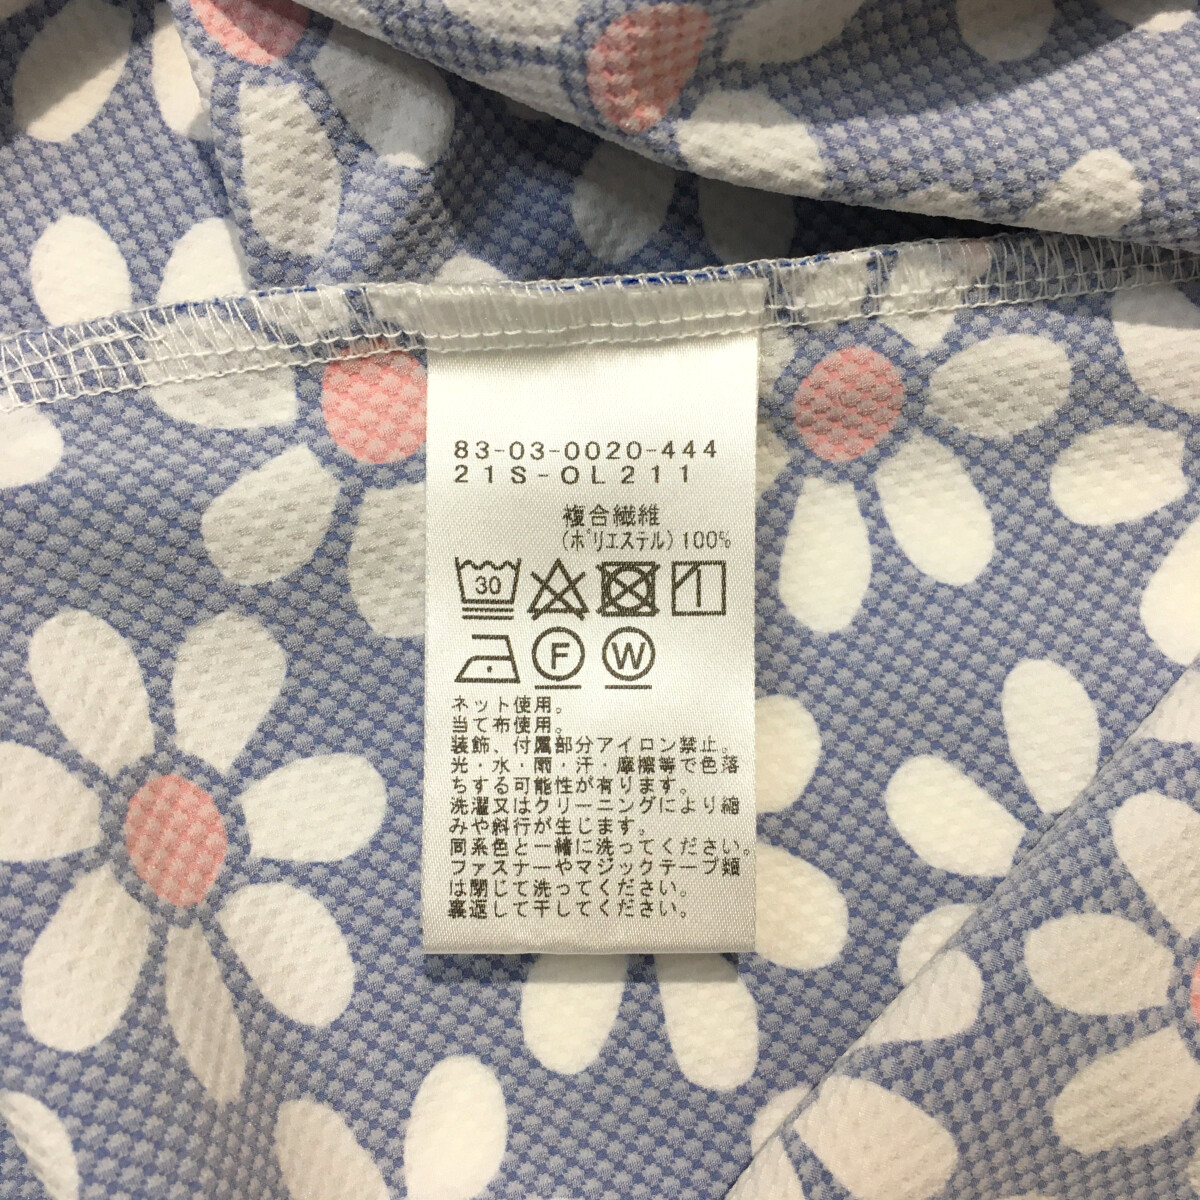 83-03-0020-444
21S-OL211
複合繊維
(ポリエステル)100%
30
F
W
ネット使用。
当て布使用。
装飾、付属部分アイロン禁止。
光・水・雨・汗・摩擦等で色落
ちする可能性が有ります。
洗濯又はクリーニングにより縮
みや斜行が生じます。
同系色と一緒に洗ってください。
ファスナーやマジックテープ類
は閉じて洗ってください。
裏返して干してください。